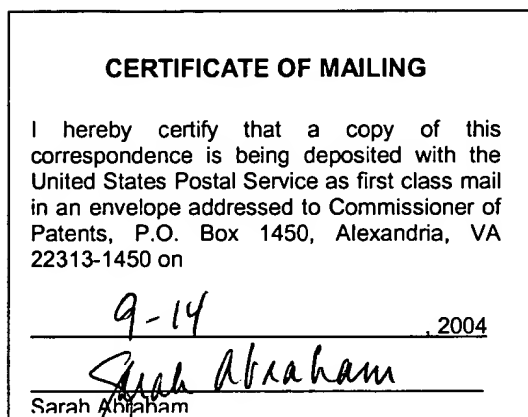 CERTIFICATE OF MAILING
I hereby certify that a copy of this
correspondence is being deposited with the
United States Postal Service as first class mail
in an envelope addressed to Commissioner of
Patents, P.O. Box 1450, Alexandria, VA
22313-1450 on
9-14 , 2004
Sarah Abraham
Sarah Abraham